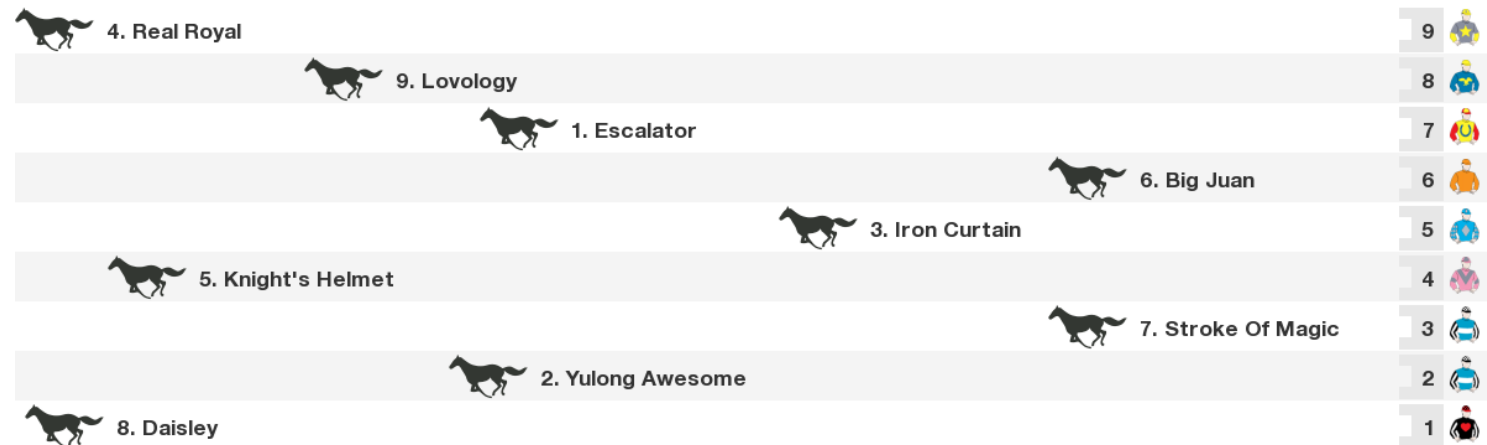 4. Real Royal 9
9. Lovology 8
1. Escalator 7
6. Big Juan 6
3. Iron Curtain 5
5. Knight's Helmet 4
7. Stroke Of Magic 3
2. Yulong Awesome 2
8. Daisley 1